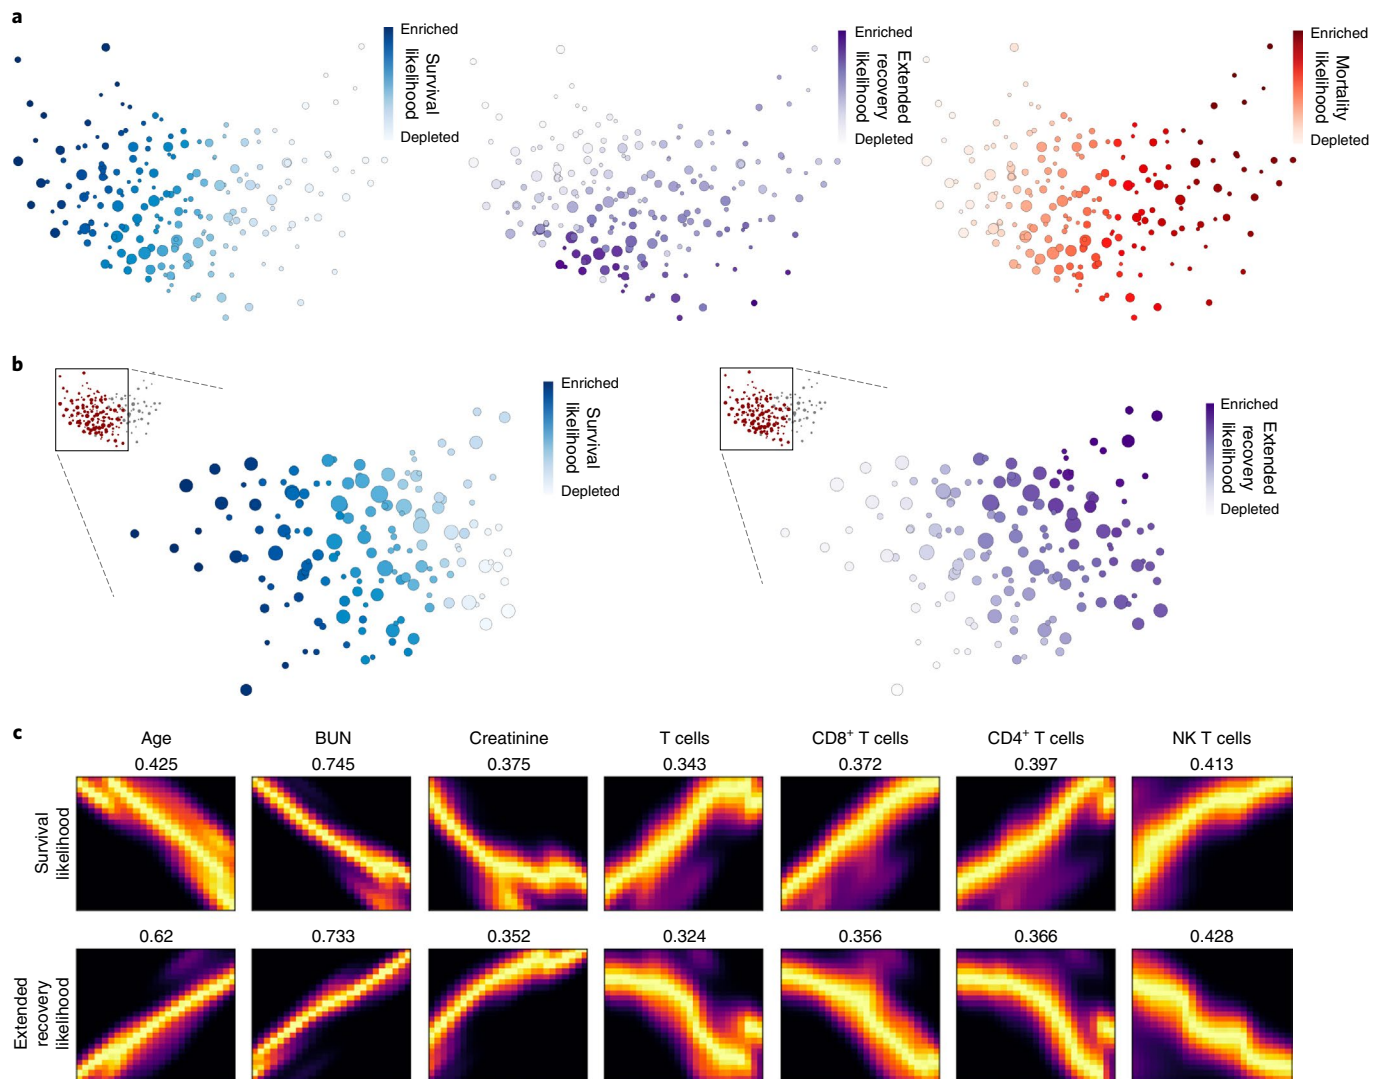 a
Enriched
Survival
likelihood
Depleted
Enriched
Extended
recovery
likelihood
Depleted
Enriched
Mortality
likelihood
Depleted
b
Enriched
Survival
likelihood
Depleted
Enriched
Extended
recovery
likelihood
Depleted
c
Age BUN Creatinine T cells CD8⁺ T cells CD4⁺ T cells NK T cells
0.425 0.745 0.375 0.343 0.372 0.397 0.413
Survival
likelihood
0.62 0.733 0.352 0.324 0.356 0.366 0.428
Extended
recovery
likelihood